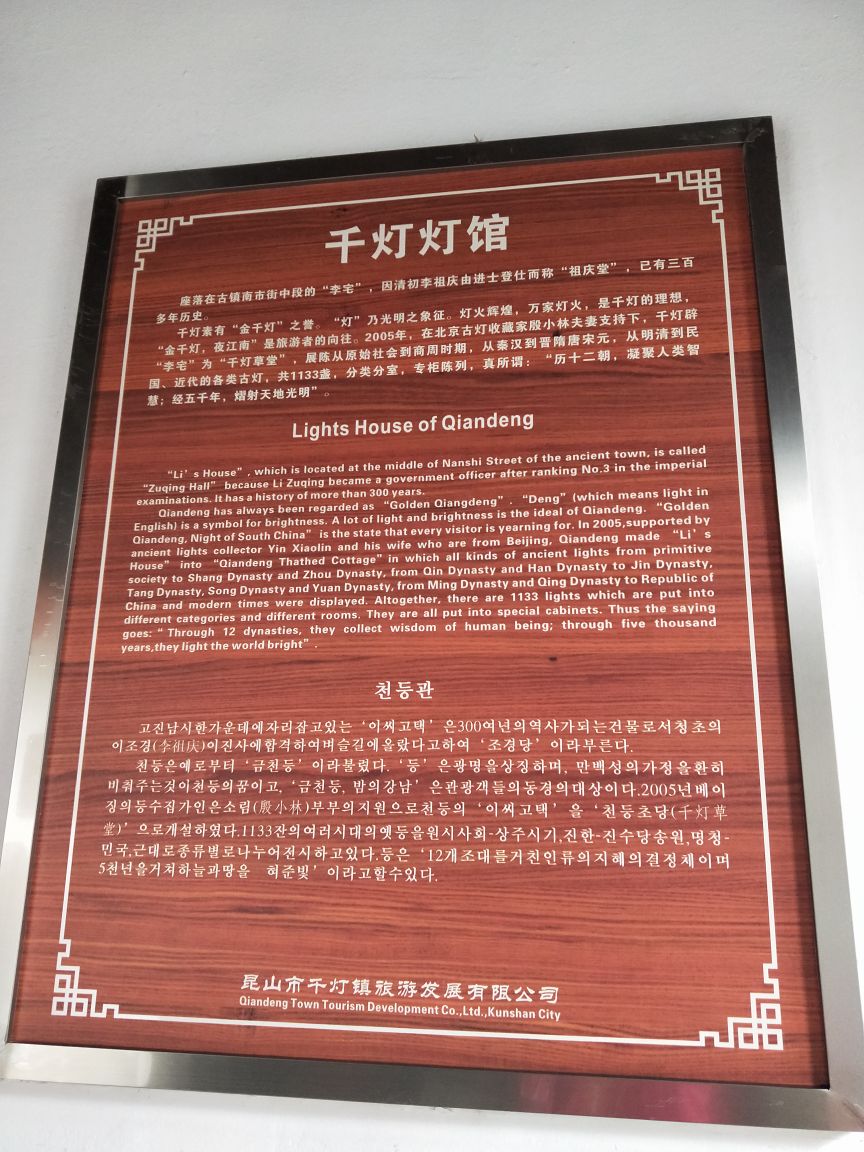 千灯灯馆
座落在古镇南市街中段的“李宅”，因清初李祖庆由进士登仕而称“祖庆堂”，已有三百
多年历史。
千灯素有“金千灯”之誉。“灯”乃光明之象征。灯火辉煌，万家灯火，是千灯的理想，
“金千灯，夜江南”是旅游者的向往。2005年，在北京古灯收藏家殷小林夫妻支持下，千灯辟
“李宅”为“千灯草堂”，展陈从原始社会到商周时期，从秦汉到晋隋唐宋元，从明清到民
国、近代的各类古灯，共1133盏，分类分室，专柜陈列，真所谓：“历十二朝，凝聚人类智
慧；经五千年，熠射天地光明”。
Lights House of Qiandeng
“Li’s House”, which is located at the middle of Nanshi Street of the ancient town, is called
“Zuqing Hall” because Li Zuqing became a government officer after ranking No.3 in the imperial
examinations. It has a history of more than 300 years.
Qiandeng has always been regarded as “Golden Qiangdeng”. “Deng”(which means light in
English) is a symbol for brightness. A lot of light and brightness is the ideal of Qiandeng. “Golden
Qiandeng, Night of South China” is the state that every visitor is yearning for. In 2005,supported by
ancient lights collector Yin Xiaolin and his wife who are from Beijing, Qiandeng made “Li’s
House” into “Qiandeng Thathed Cottage”in which all kinds of ancient lights from primitive
society to Shang Dynasty and Zhou Dynasty, from Qin Dynasty and Han Dynasty to Jin Dynasty,
Tang Dynasty, Song Dynasty and Yuan Dynasty, from Ming Dynasty and Qing Dynasty to Republic of
China and modern times were displayed. Altogether, there are 1133 lights which are put into
different categories and different rooms. They are all put into special cabinets. Thus the saying
goes:“Through 12 dynasties, they collect wisdom of human being; through five thousand
years,they light the world bright”.
천등관
고진남시한가운데에자리잡고있는‘이씨고택’은300여년의역사가되는건물로서청초의
이조경(李祖庆)이진사에합격하여벼슬길에올랐다고하여‘조경당’이라부른다.
천등은예로부터‘금천등’이라불렸다.‘등’은광명을상징하며, 만백성의가정을환히
비춰주는것이천등의꿈이고,‘금천등, 밤의강남’은관광객들의동경의대상이다.2005년베이
징의등수집가인은소림(殷小林)부부의지원으로천등의‘이씨고택’을‘천등초당(千灯草
堂)’으로개설하였다.1133잔의여러시대의옛등을원시사회-상주시기,진한-진수당송원,명청-
민국,근대로종류별로나누어전시하고있다.등은‘12개조대를거친인류의지혜의결정체이며
5천년을거쳐하늘과땅을 혀준빛’이라고할수있다.
昆山市千灯镇旅游发展有限公司
Qiandeng Town Tourism Development Co.,Ltd.,Kunshan City